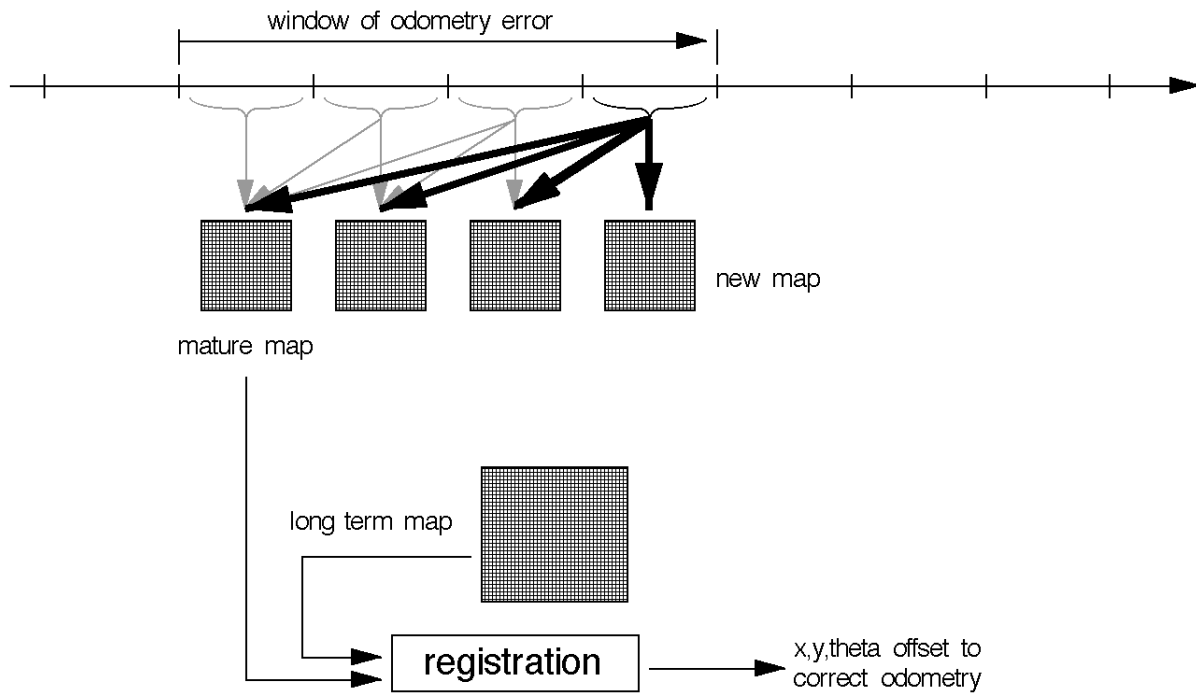 window of odometry error
new map
mature map
long term map
registration
x,y,theta offset to
correct odometry